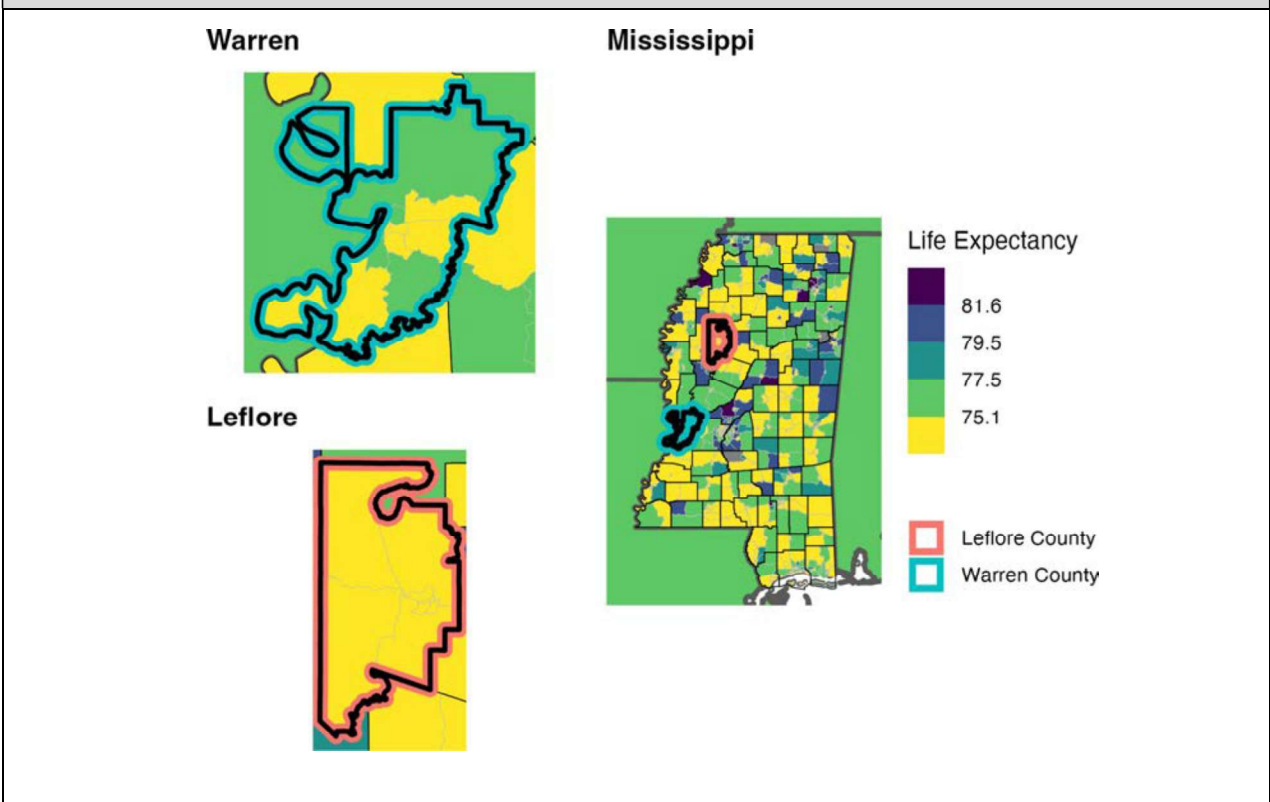 Warren
Mississippi
Life Expectancy
81.6
79.5
77.5
75.1
Leflore
Leflore County
Warren County